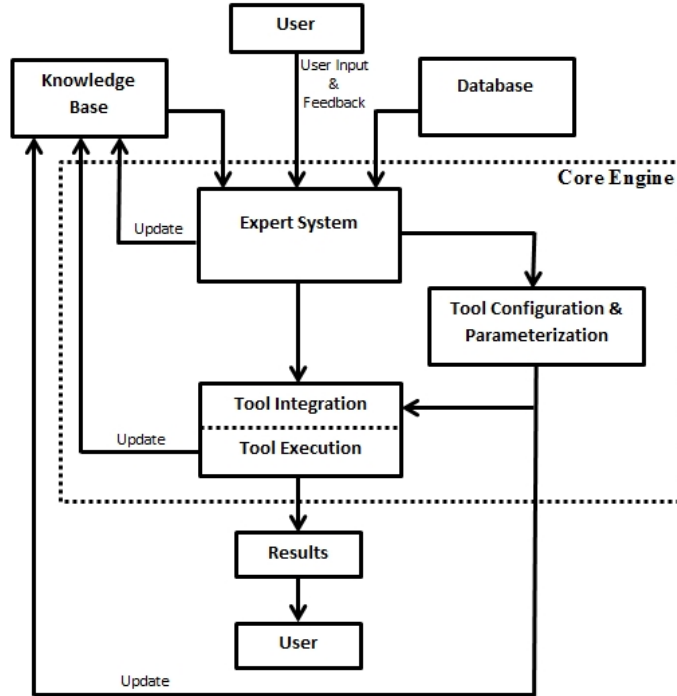 User
User Input
&
Feedback
Knowledge
Base
Database
Core Engine
Expert System
Update
Tool Configuration &
Parameterization
Tool Integration
Update
Tool Execution
Results
User
Update